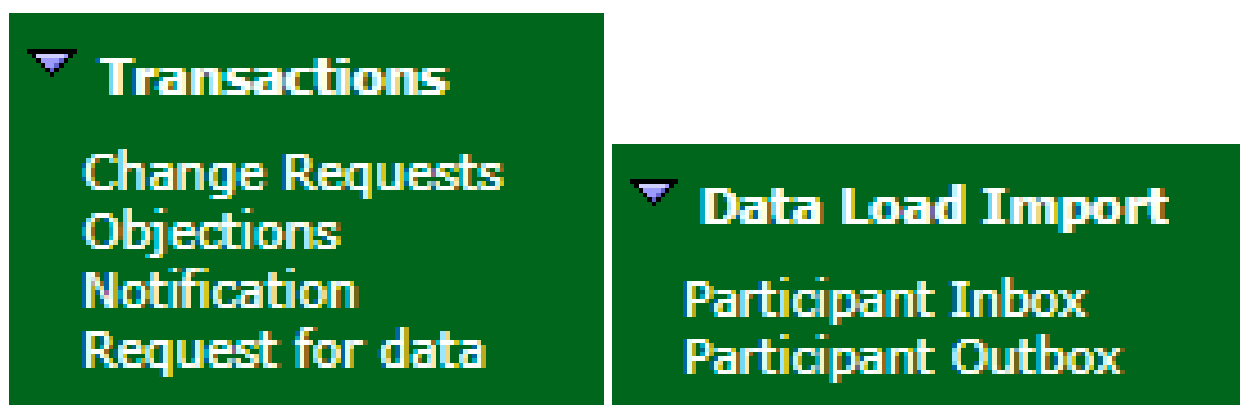 Transactions
Change Requests
Objections
Notification
Request for data
Data Load Import
Participant Inbox
Participant Outbox